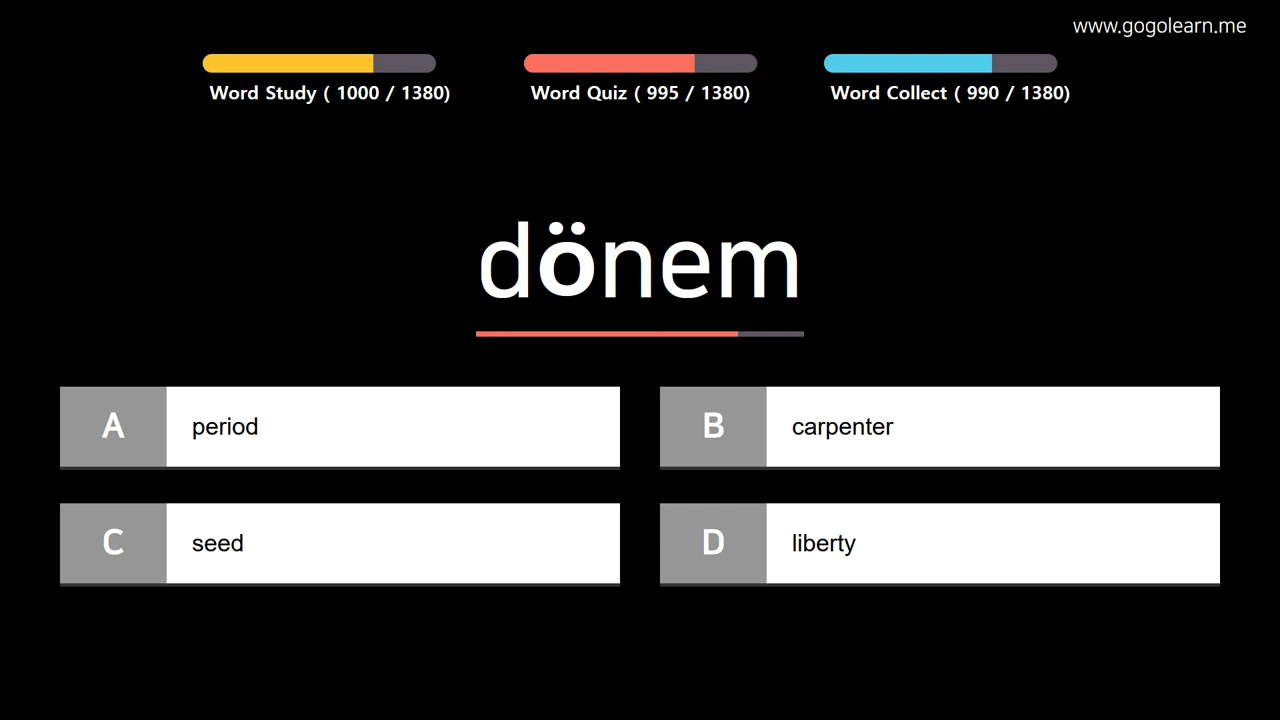 www.gogolearn.me
Word Study ( 1000 / 1380)
Word Quiz ( 995 / 1380)
Word Collect ( 990 / 1380)
dönem
A period
B carpenter
C seed
D liberty